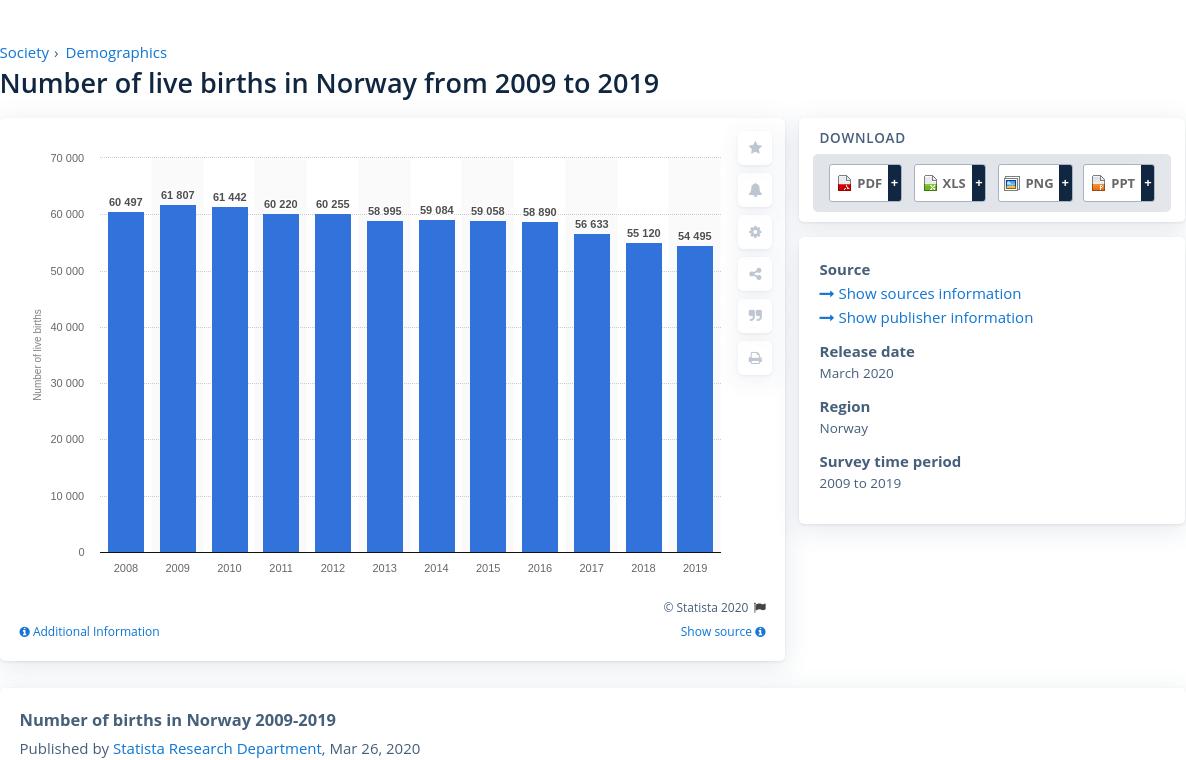 Society › Demographics
Number of live births in Norway from 2009 to 2019
70 000
60 000
50 000
40 000
30 000
20 000
10 000
0
Number of live births
60 497
61 807
61 442
60 220
60 255
58 995
59 084
59 058
58 890
56 633
55 120
54 495
2008 2009 2010 2011 2012 2013 2014 2015 2016 2017 2018 2019
© Statista 2020
Additional Information
Show source
DOWNLOAD
PDF + XLS + PNG + PPT +
Source
Show sources information
Show publisher information
Release date
March 2020
Region
Norway
Survey time period
2009 to 2019
Number of births in Norway 2009-2019
Published by Statista Research Department, Mar 26, 2020